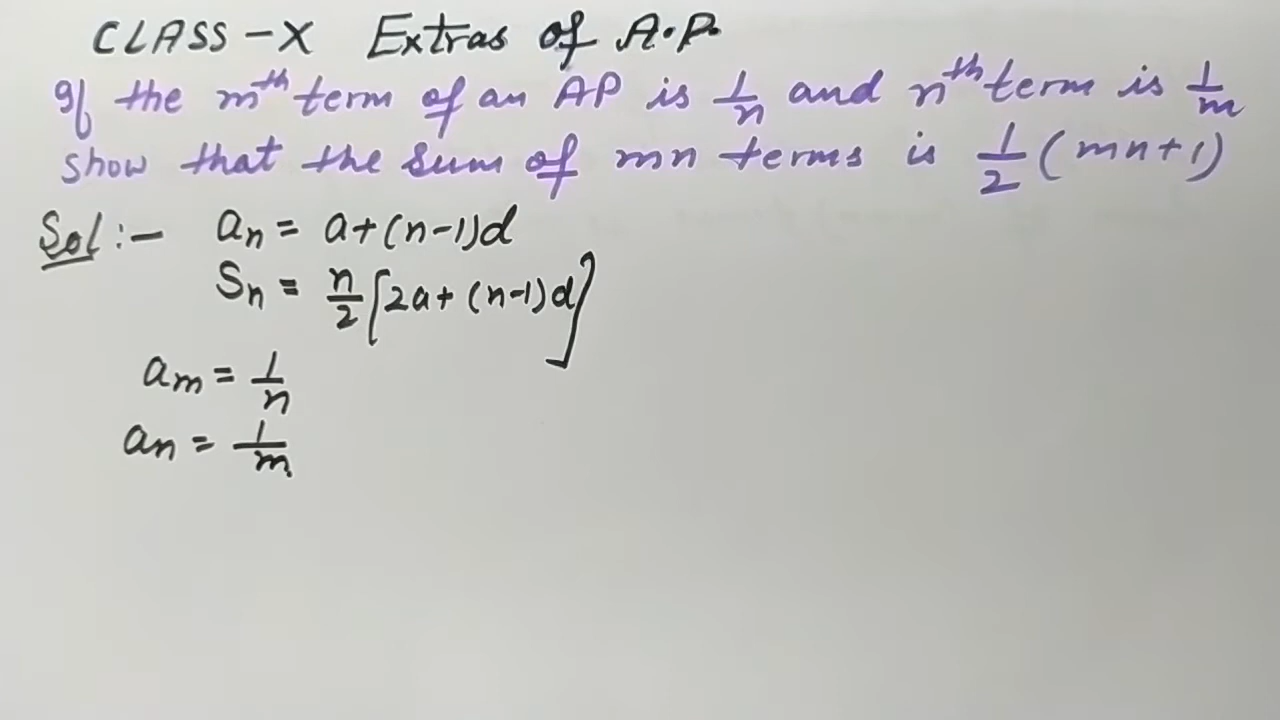 CLASS-X Extras of A.P.
If the mth term of an AP is 1/n and nth term is 1/m
show that the sum of mn terms is 1/2 (mn+1)
Sol:- an = a+(n-1)d
Sn = n/2 [2a+(n-1)d]
am = 1/n
an = 1/m